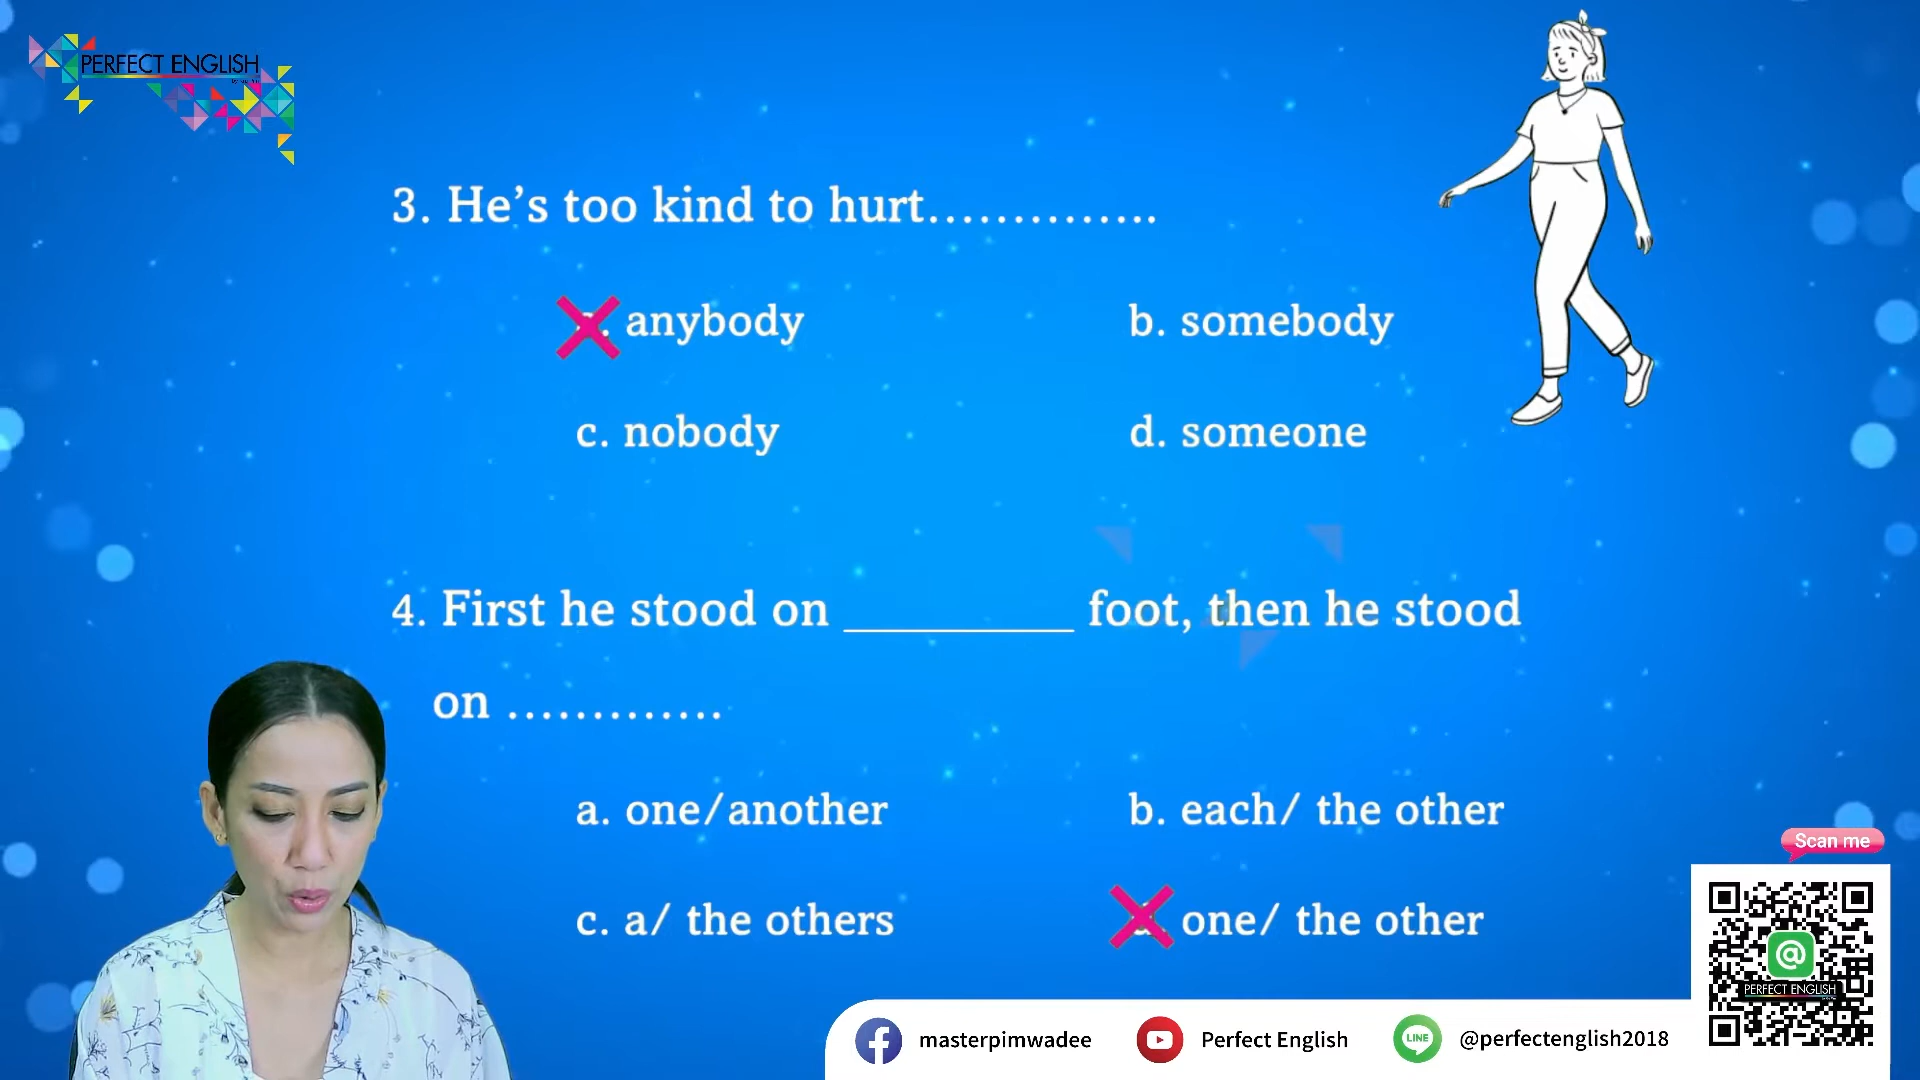 PERFECT ENGLISH
3. He’s too kind to hurt..............
anybody
b. somebody
c. nobody
d. someone
4. First he stood on __________ foot, then he stood
on .............
a. one/another
b. each/ the other
c. a/ the others
one/ the other
Scan me
PERFECT ENGLISH
masterpimwadee
Perfect English
LINE
@perfectenglish2018